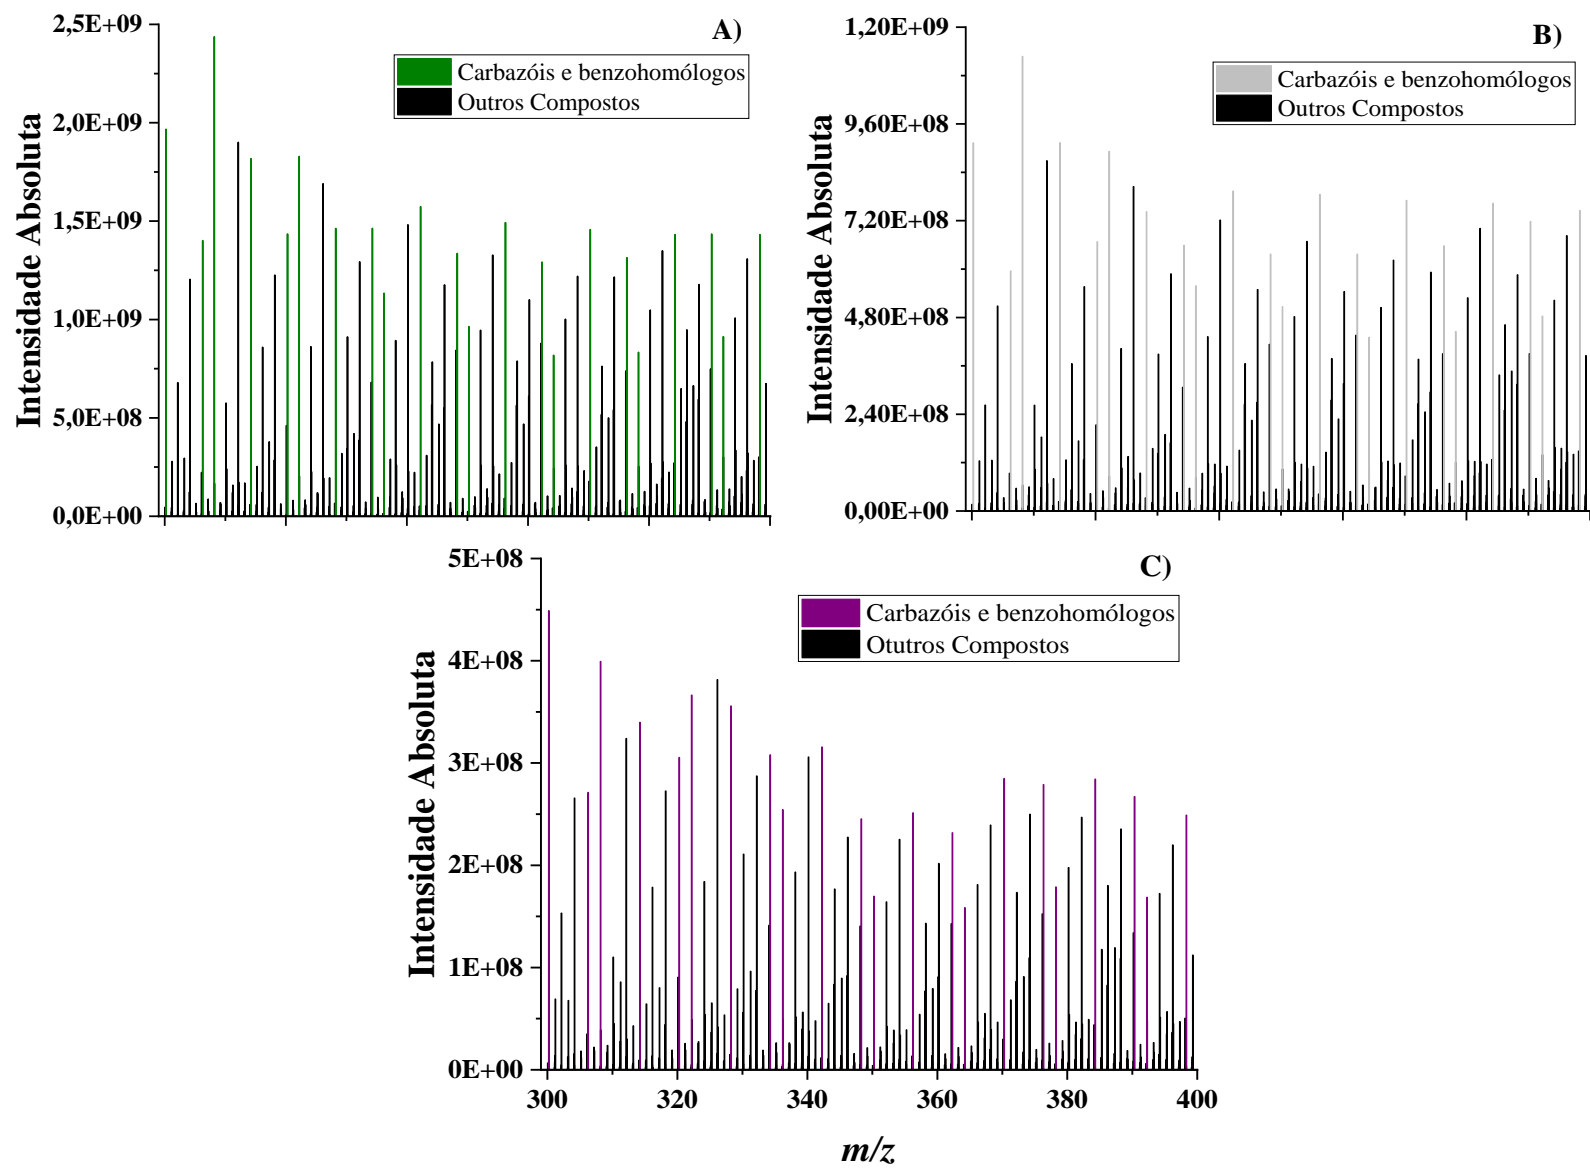 A)
Carbazóis e benzohomólogos
Outros Compostos
Intensidade Absoluta
2,5E+09
2,0E+09
1,5E+09
1,0E+09
5,0E+08
0,0E+00
B)
Carbazóis e benzohomólogos
Outros Compostos
Intensidade Absoluta
1,20E+09
9,60E+08
7,20E+08
4,80E+08
2,40E+08
0,00E+00
C)
Carbazóis e benzohomólogos
Otutros Compostos
Intensidade Absoluta
5E+08
4E+08
3E+08
2E+08
1E+08
0E+00
300 320 340 360 380 400
m/z